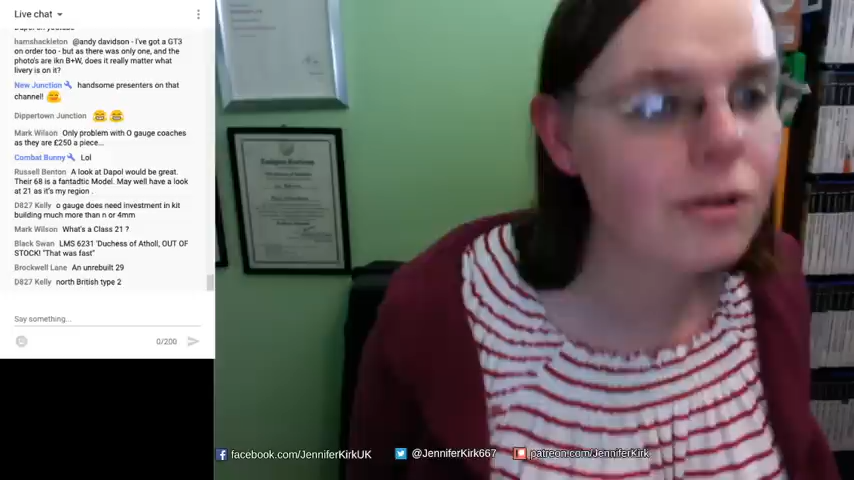 Live chat
hamshackleton @andy davidson - I've got a GT3
on order too - but as there was only one, and the
photo's are ikn B+W, does it really matter what
livery is on it?
New Junction handsome presenters on that
channel!
Dippertown Junction
Mark Wilson Only problem with O gauge coaches
as they are £250 a piece...
Combat Bunny Lol
Russell Benton A look at Dapol would be great.
Their 68 is a fantadtic Model. May well have a look
at 21 as it's my region .
D827 Kelly o gauge does need investment in kit
building much more than n or 4mm
Mark Wilson What's a Class 21 ?
Black Swan LMS 6231 'Duchess of Atholl, OUT OF
STOCK! "That was fast"
Brockwell Lane An unrebuilt 29
D827 Kelly north British type 2
Say something...
0/200
facebook.com/JenniferKirkUK
@JenniferKirk667
patreon.com/JenniferKirk